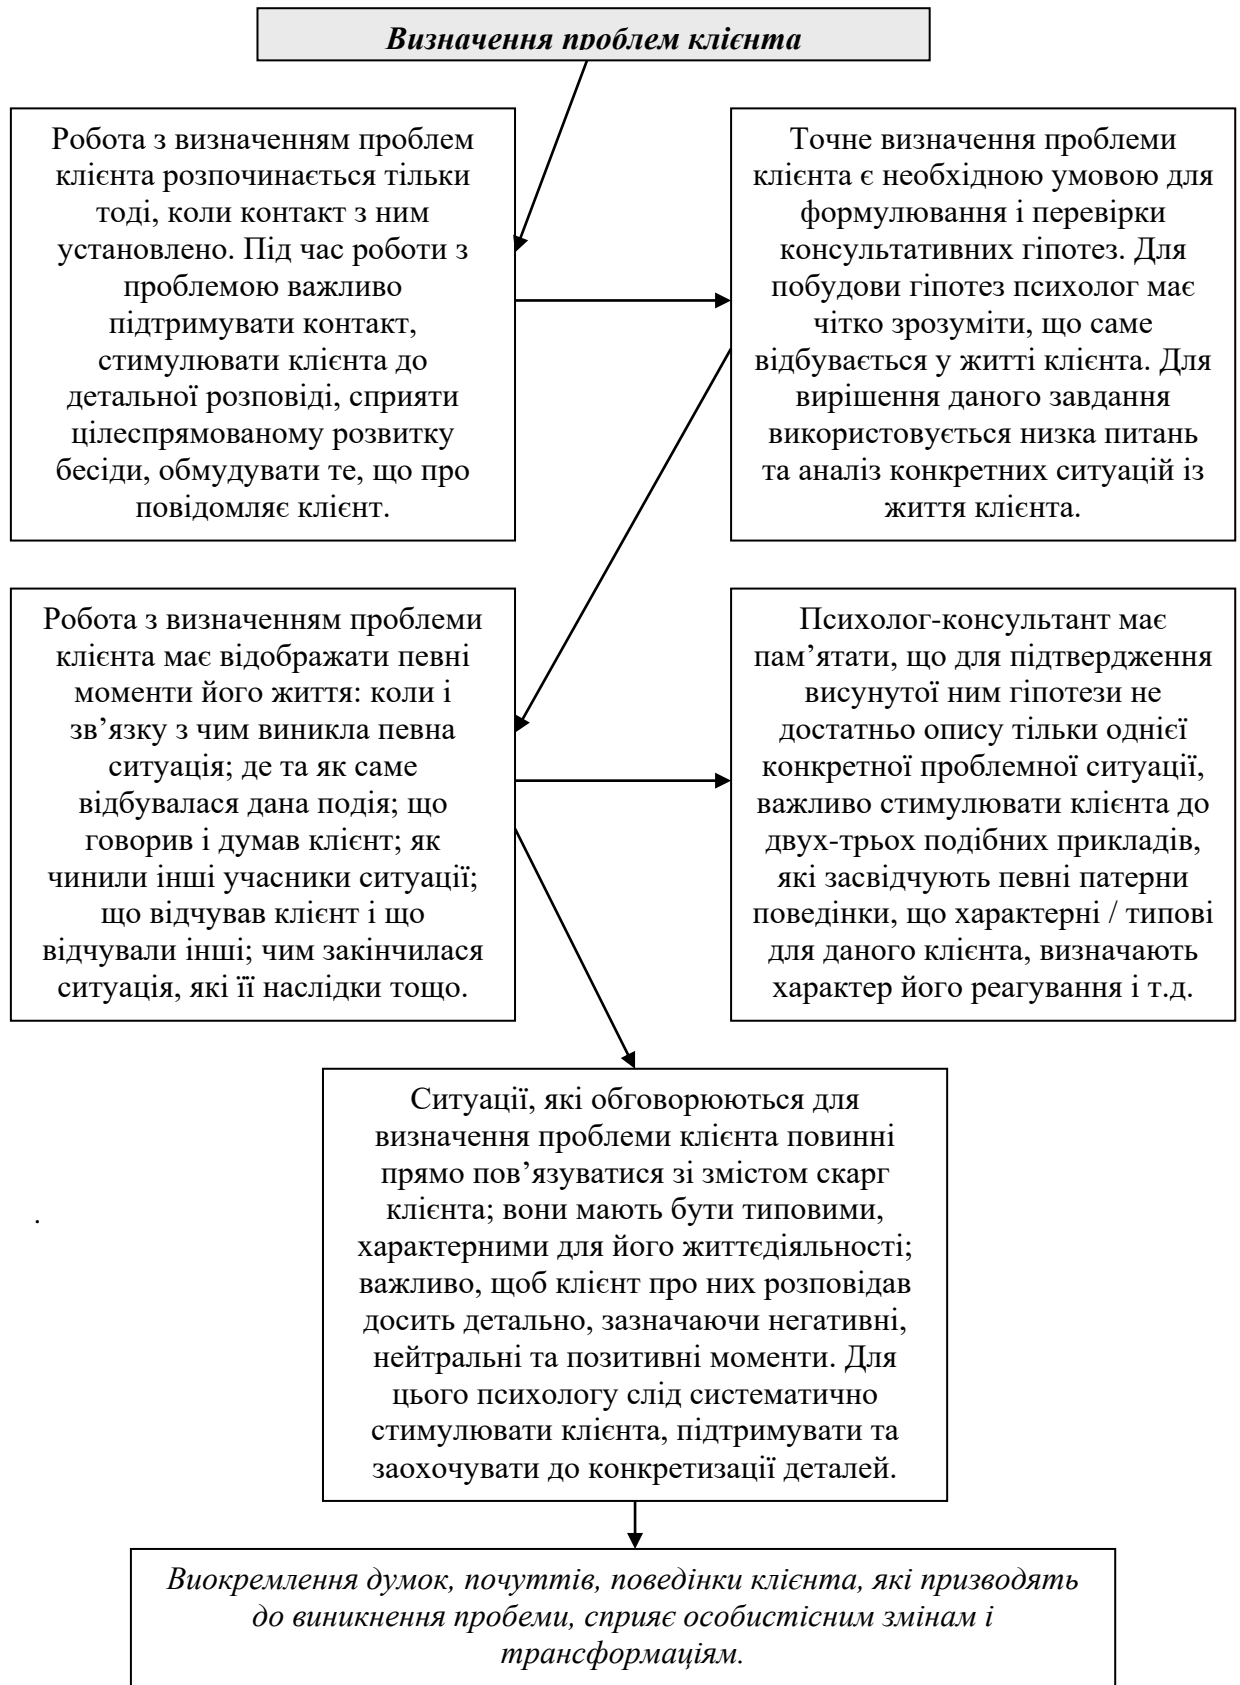 Визначення проблем клієнта
Робота з визначенням проблем
клієнта розпочинається тільки
тоді, коли контакт з ним
установлено. Під час роботи з
проблемою важливо
підтримувати контакт,
стимулювати клієнта до
детальної розповіді, сприяти
цілеспрямованому розвитку
бесіди, обмудувати те, що про
повідомляє клієнт.
Точне визначення проблеми
клієнта є необхідною умовою для
формулювання і перевірки
консультативних гіпотез. Для
побудови гіпотез психолог має
чітко зрозуміти, що саме
відбувається у житті клієнта. Для
вирішення даного завдання
використовується низка питань
та аналіз конкретних ситуацій із
життя клієнта.
Робота з визначенням проблеми
клієнта має відображати певні
моменти його життя: коли і
зв’язку з чим виникла певна
ситуація; де та як саме
відбувалася дана подія; що
говорив і думав клієнт; як
чинили інші учасники ситуації;
що відчував клієнт і що
відчували інші; чим закінчилася
ситуація, які її наслідки тощо.
Психолог-консультант має
пам’ятати, що для підтвердження
висунутої ним гіпотези не
достатньо опису тільки однієї
конкретної проблемної ситуації,
важливо стимулювати клієнта до
двух-трьох подібних прикладів,
які засвідчують певні патерни
поведінки, що характерні / типові
для даного клієнта, визначають
характер його реагування і т.д.
Ситуації, які обговорюються для
визначення проблеми клієнта повинні
прямо пов’язуватися зі змістом скарг
клієнта; вони мають бути типовими,
характерними для його життєдіяльності;
важливо, щоб клієнт про них розповідав
досить детально, зазначаючи негативні,
нейтральні та позитивні моменти. Для
цього психологу слід систематично
стимулювати клієнта, підтримувати та
заохочувати до конкретизації деталей.
.
Виокремлення думок, почуттів, поведінки клієнта, які призводять
до виникнення пробеми, сприяє особистісним змінам і
трансформаціям.